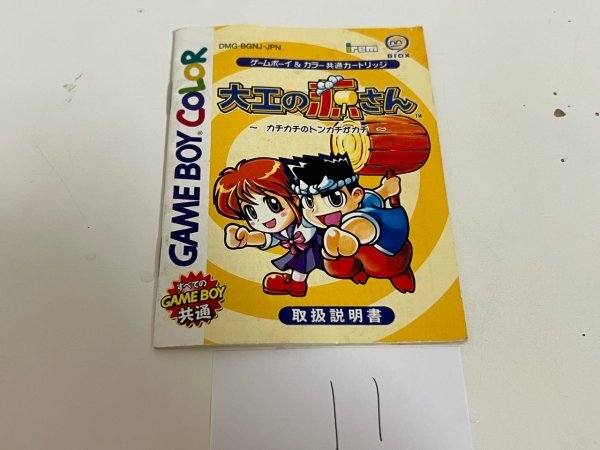 DMG-BGNJ-JPN
irem
BIOX
ゲームボーイ&カラー共通カートリッジ
大工の源さん
TM
~ カチカチのトンカチがカチ ~
GAME BOY COLOR
すべての
GAME BOY
共通
取扱説明書
11